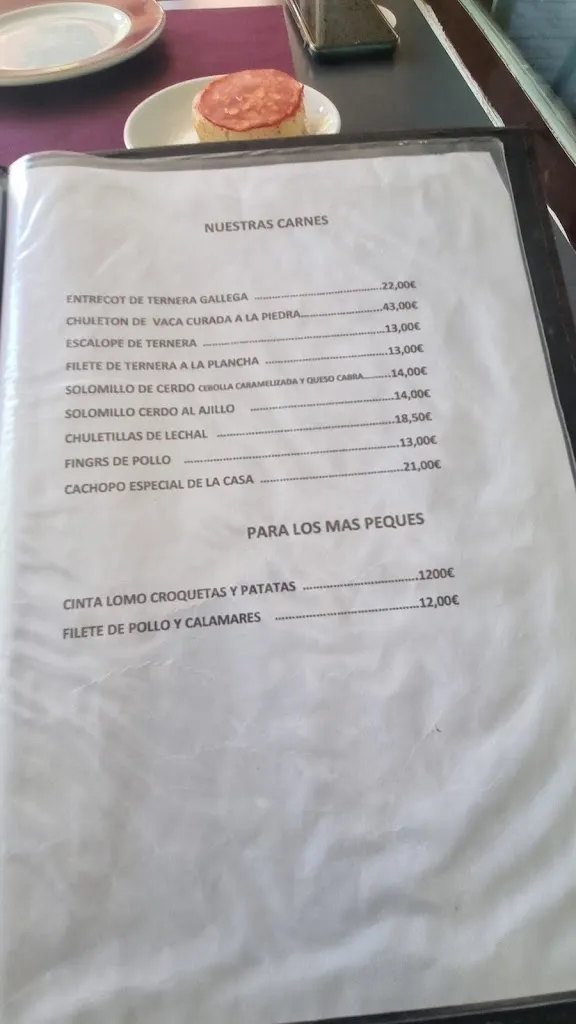 NUESTRAS CARNES
ENTRECOT DE TERNERA GALLEGA ........................................22,00€
CHULETON DE VACA CURADA A LA PIEDRA..........................43,00€
ESCALOPE DE TERNERA .........................................................13,00€
FILETE DE TERNERA A LA PLANCHA ......................................13,00€
SOLOMILLO DE CERDO CEROLLA CARAMELIZADA Y QUESO CABRA.........14,00€
SOLOMILLO CERDO AL AJILLO .............................................14,00€
CHULETILLAS DE LECHAL .......................................................18,50€
FINGRS DE POLLO ..................................................................13,00€
CACHOPO ESPECIAL DE LA CASA ............................................21,00€
PARA LOS MAS PEQUES
CINTA LOMO CROQUETAS Y PATATAS ...................................1200€
FILETE DE POLLO Y CALAMARES ............................................12,00€